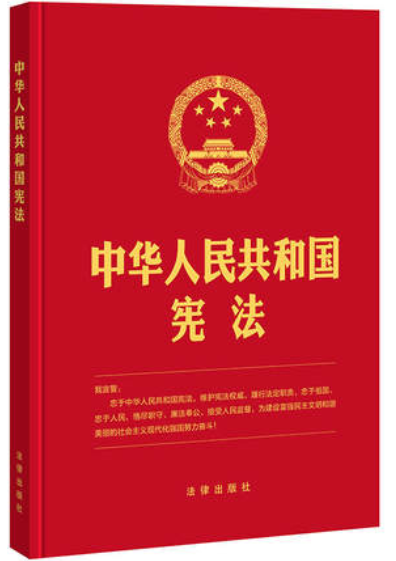 中华人民共和国宪法
中华人民共和国
宪法
我宣誓：
忠于中华人民共和国宪法，维护宪法权威，履行法定职责，忠于祖国、
忠于人民，恪尽职守、廉洁奉公，接受人民监督，为建设富强民主文明和谐
美丽的社会主义现代化强国努力奋斗！
法律出版社